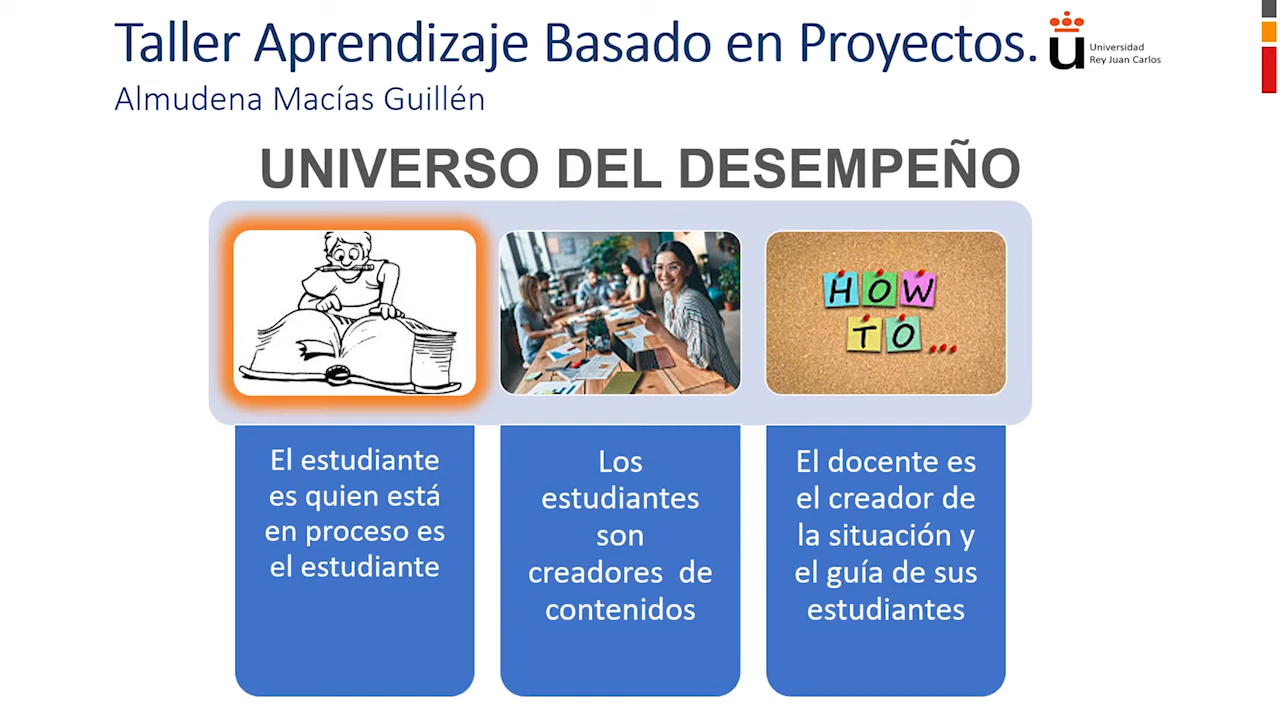 Taller Aprendizaje Basado en Proyectos.
Universidad
Rey Juan Carlos
Almudena Macías Guillén
UNIVERSO DEL DESEMPEÑO
HOW
TO...
El estudiante
es quien está
en proceso es
el estudiante
Los
estudiantes
son
creadores de
contenidos
El docente es
el creador de
la situación y
el guía de sus
estudiantes